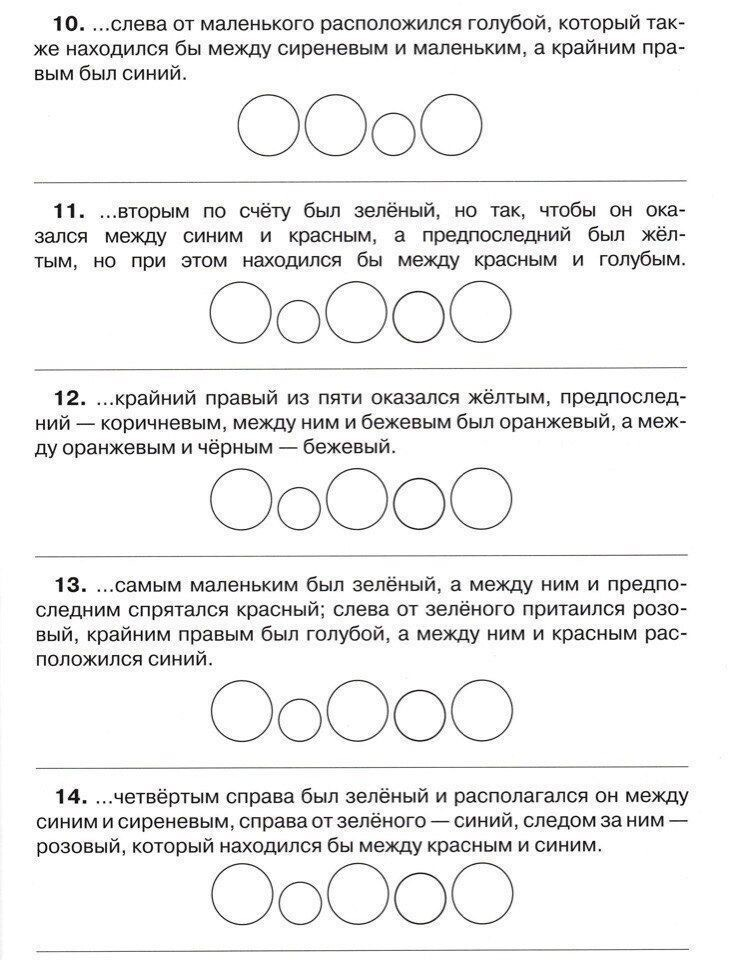 10. ...слева от маленького расположился голубой, который так-
же находился бы между сиреневым и маленьким, а крайним пра-
вым был синий.
11. ...вторым по счёту был зелёный, но так, чтобы он ока-
зался между синим и красным, а предпоследний был жёл-
тым, но при этом находился бы между красным и голубым.
12. ...крайний правый из пяти оказался жёлтым, предпослед-
ний — коричневым, между ним и бежевым был оранжевый, а меж-
ду оранжевым и чёрным — бежевый.
13. ...самым маленьким был зелёный, а между ним и предпо-
следним спрятался красный; слева от зелёного притаился розо-
вый, крайним правым был голубой, а между ним и красным рас-
положился синий.
14. ...четвёртым справа был зелёный и располагался он между
синим и сиреневым, справа от зелёного — синий, следом за ним —
розовый, который находился бы между красным и синим.